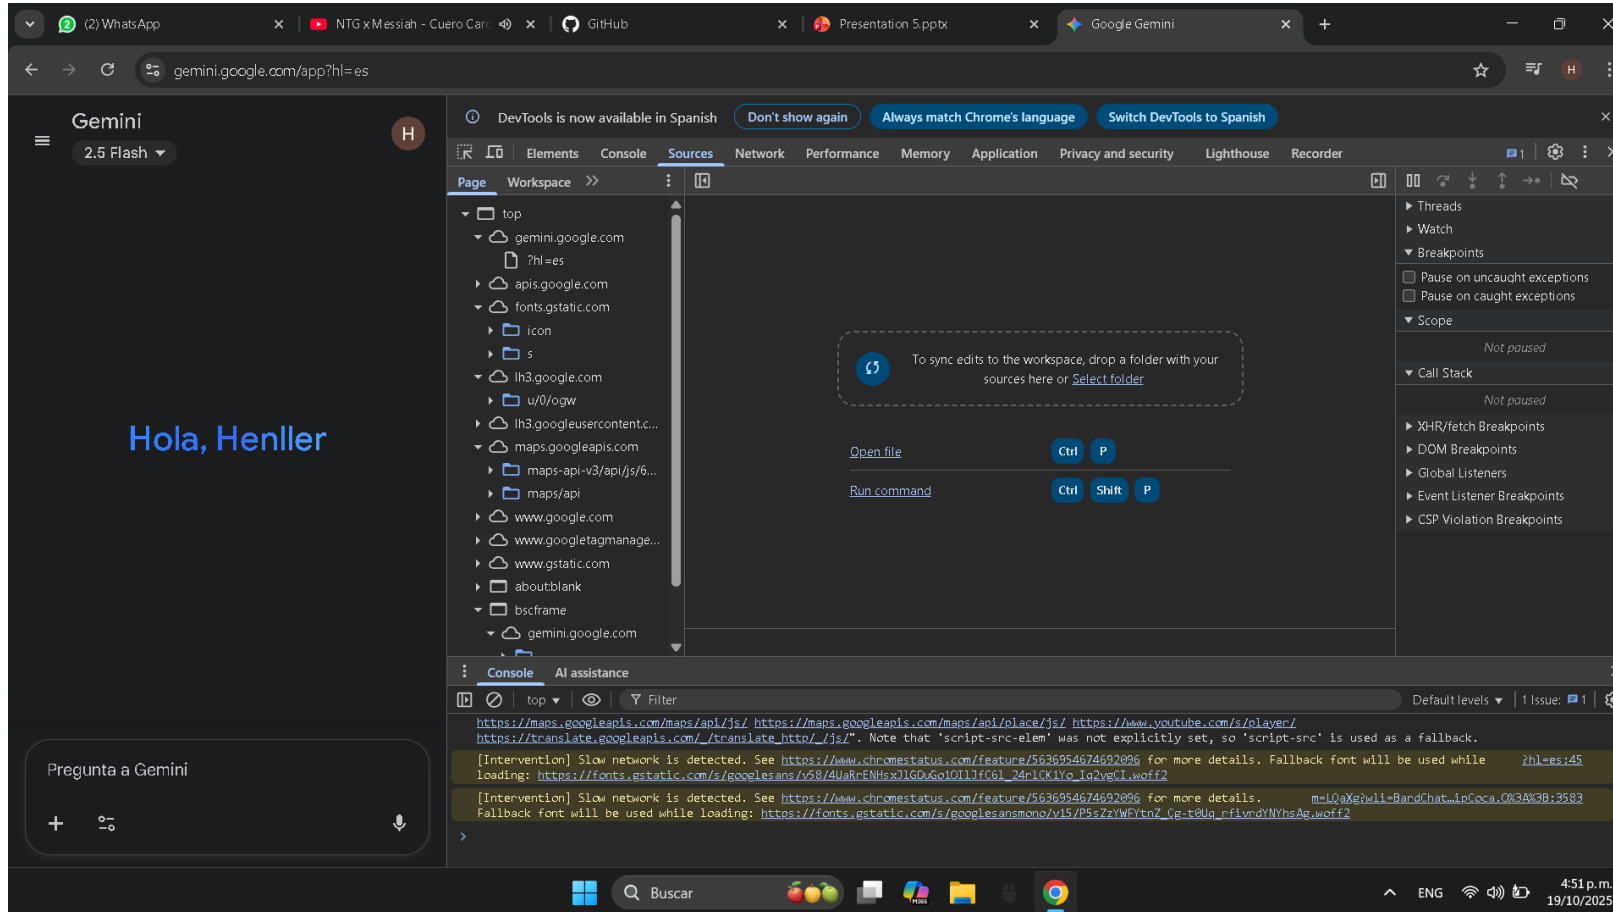 (2) WhatsApp
NTG x Messiah - Cuero Carc
GitHub
Presentation 5.pptx
Google Gemini
gemini.google.com/app?hl=es
H
Gemini
2.5 Flash
H
Hola, Henller
Pregunta a Gemini
DevTools is now available in Spanish
Don't show again
Always match Chrome's language
Switch DevTools to Spanish
Elements Console Sources Network Performance Memory Application Privacy and security Lighthouse Recorder
1
Page Workspace
top
gemini.google.com
?hl=es
apis.google.com
fonts.gstatic.com
icon
s
lh3.google.com
u/0/ogw
lh3.googleusercontent.c...
maps.googleapis.com
maps-api-v3/api/js/6...
maps/api
www.google.com
www.googletagmanage...
www.gstatic.com
about:blank
bscframe
gemini.google.com
To sync edits to the workspace, drop a folder with your
sources here or Select folder
Open file Ctrl P
Run command Ctrl Shift P
Threads
Watch
Breakpoints
Pause on uncaught exceptions
Pause on caught exceptions
Scope
Not paused
Call Stack
Not paused
XHR/fetch Breakpoints
DOM Breakpoints
Global Listeners
Event Listener Breakpoints
CSP Violation Breakpoints
Console AI assistance
top Filter Default levels 1 Issue: 1
https://maps.googleapis.com/maps/api/js/ https://maps.googleapis.com/maps/api/place/js/ https://www.youtube.com/s/player/
https://translate.googleapis.com/_/translate_http/_/js/". Note that 'script-src-elem' was not explicitly set, so 'script-src' is used as a fallback.
[Intervention] Slow network is detected. See https://www.chromestatus.com/feature/5636954674692096 for more details. Fallback font will be used while ?hl=es:45
loading: https://fonts.gstatic.com/s/googlesans/v58/4UaRrENHsxJlGDuGo1OIlJfC6l_24rlCK1Yo_Iq2vgCI.woff2
[Intervention] Slow network is detected. See https://www.chromestatus.com/feature/5636954674692096 for more details. m=LQaXg?wli=BardChat…ipCoca.O%3A%3B:3583
Fallback font will be used while loading: https://fonts.gstatic.com/s/googlesansmono/v15/P5sZzYWFYtnZ_Cg-t0Uq_rfivrdYNYhsAg.woff2
Buscar
M365
ENG
4:51 p. m.
19/10/2025